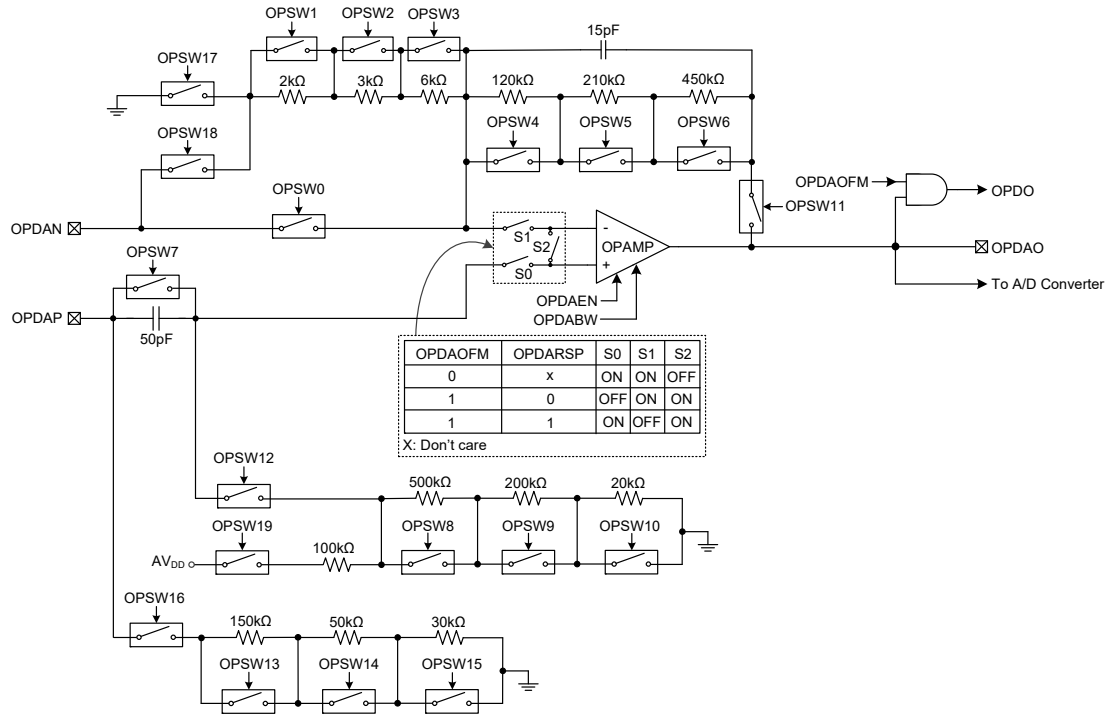 OPSW1 OPSW2 OPSW3
15pF
OPSW17
2kΩ 3kΩ 6kΩ 120kΩ 210kΩ 450kΩ
OPSW18
OPSW4 OPSW5 OPSW6
OPSW0
OPDAOFM
OPDO
OPSW11
OPDAN
S1 S2 S0
- OPAMP +
OPDAO
OPSW7
OPDAEN
OPDABW
To A/D Converter
OPDAP
50pF
OPDAOFM OPDARSP S0 S1 S2
0 x ON ON OFF
1 0 OFF ON ON
1 1 ON OFF ON
X: Don't care
OPSW12
500kΩ 200kΩ 20kΩ
OPSW19
OPSW8 OPSW9 OPSW10
100kΩ
AVDD
OPSW16
150kΩ 50kΩ 30kΩ
OPSW13 OPSW14 OPSW15